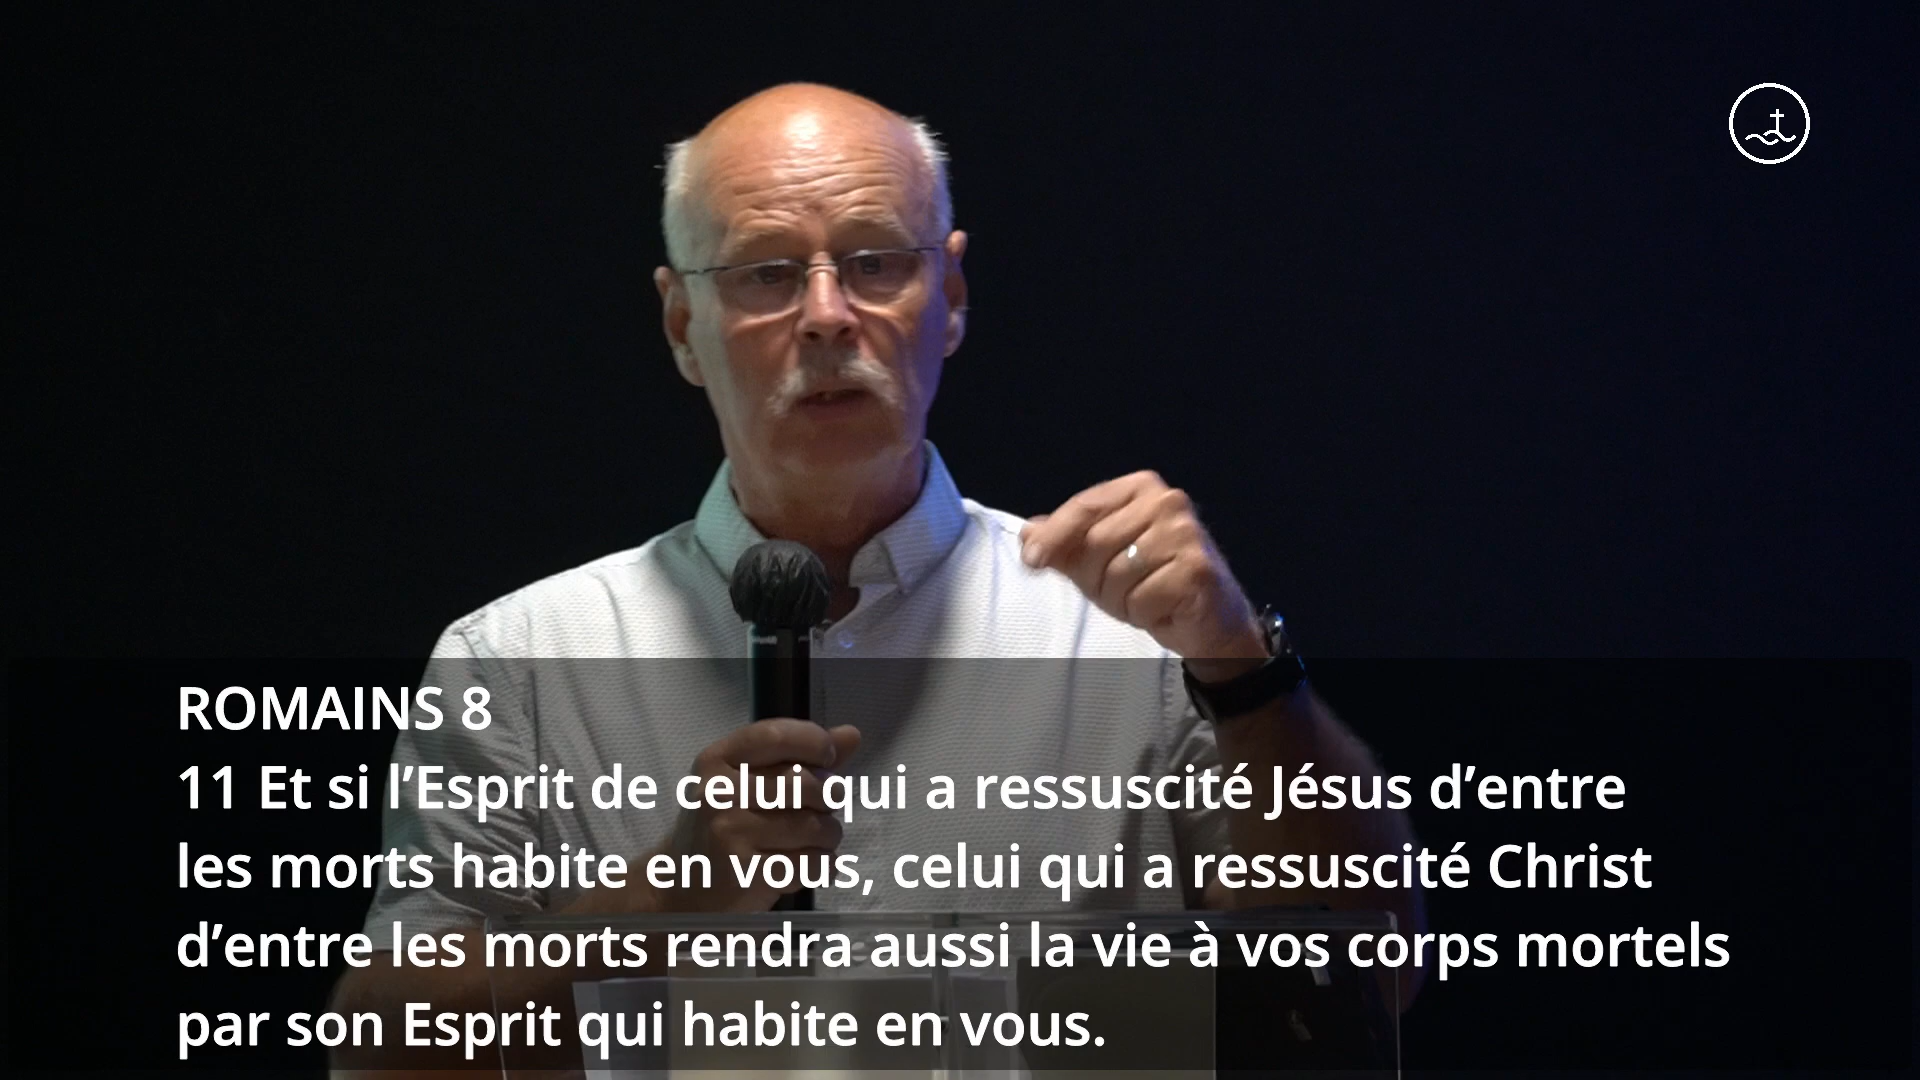 ROMAINS 8
11 Et si l’Esprit de celui qui a ressuscité Jésus d’entre
les morts habite en vous, celui qui a ressuscité Christ
d’entre les morts rendra aussi la vie à vos corps mortels
par son Esprit qui habite en vous.